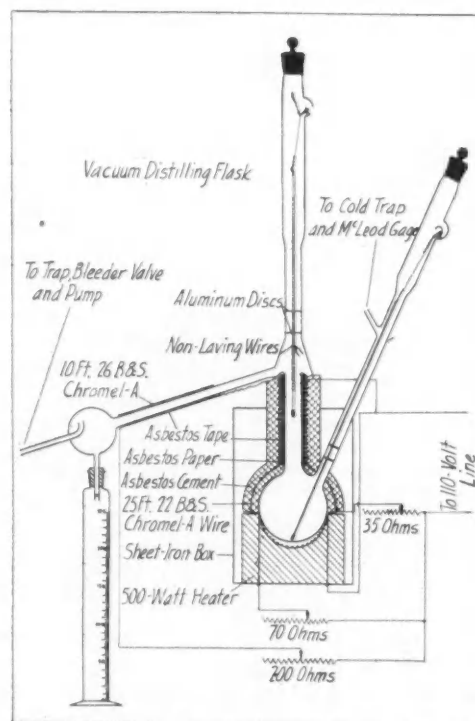 Vacuum Distilling Flask
To Cold Trap
and McLeod Gage
To Trap, Bleeder Valve
and Pump
Aluminum Discs
Non-Laving Wires
10 Ft. 26 B&S.
Chromel-A
Asbestos Tape
Asbestos Paper
Asbestos Cement
25 Ft. 22 B&S.
Chromel-A Wire
Sheet-Iron Box
500-Watt Heater
To 110-Volt
Line
35 Ohms
70 Ohms
200 Ohms